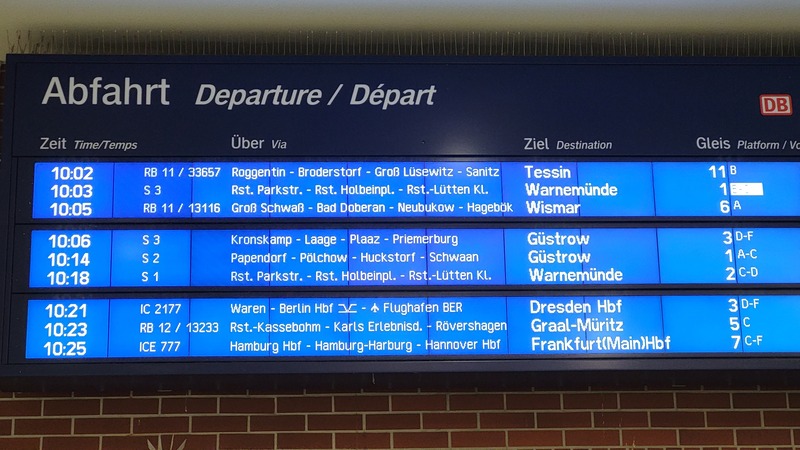 Abfahrt Departure / Départ
DB
Zeit Time/Temps Über Via Ziel Destination Gleis Platform
10:02 RB 11 / 33657 Roggentin - Broderstorf - Groß Lüsewitz - Sanitz Tessin 11 B
10:03 S 3 Rst. Parkstr. - Rst. Holbeinpl. - Rst.-Lütten Kl. Warnemünde 1
10:05 RB 11 / 13116 Groß Schwaß - Bad Doberan - Neubukow - Hagebök Wismar 6 A
10:06 S 3 Kronskamp - Laage - Plaaz - Priemerburg Güstrow 3 D-F
10:14 S 2 Papendorf - Pölchow - Huckstorf - Schwaan Güstrow 1 A-C
10:18 S 1 Rst. Parkstr. - Rst. Holbeinpl. - Rst.-Lütten Kl. Warnemünde 2 C-D
10:21 IC 2177 Waren - Berlin Hbf - Flughafen BER Dresden Hbf 3 D-F
10:23 RB 12 / 13233 Rst.-Kassebohm - Karls Erlebnisd. - Rövershagen Graal-Müritz 5 C
10:25 ICE 777 Hamburg Hbf - Hamburg-Harburg - Hannover Hbf Frankfurt(Main)Hbf 7 C-F